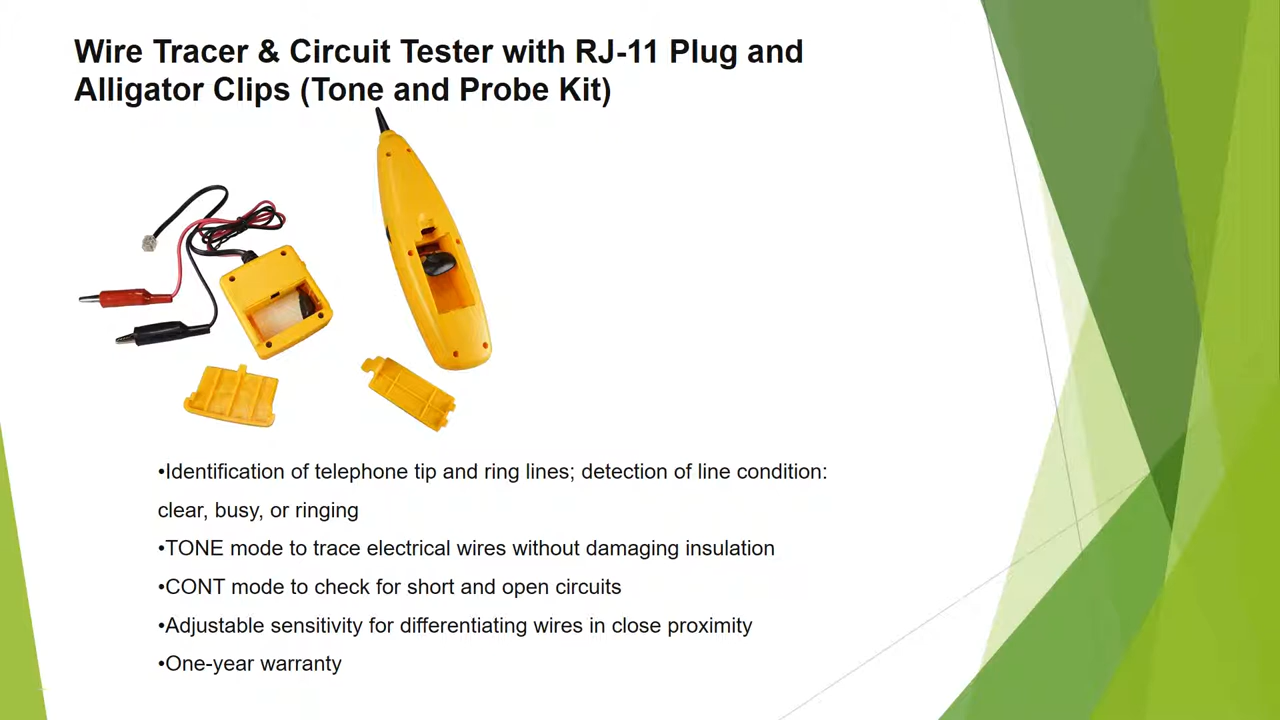 Wire Tracer & Circuit Tester with RJ-11 Plug and
Alligator Clips (Tone and Probe Kit)
•Identification of telephone tip and ring lines; detection of line condition:
clear, busy, or ringing
•TONE mode to trace electrical wires without damaging insulation
•CONT mode to check for short and open circuits
•Adjustable sensitivity for differentiating wires in close proximity
•One-year warranty